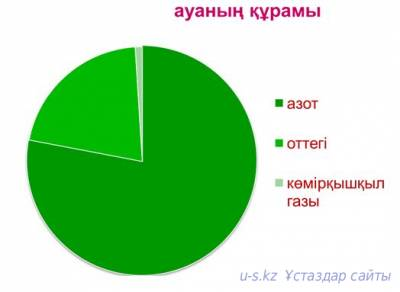 ауаның құрамы
азот
оттегі
көмірқышқыл
газы
u-s.kz Ұстаздар сайты